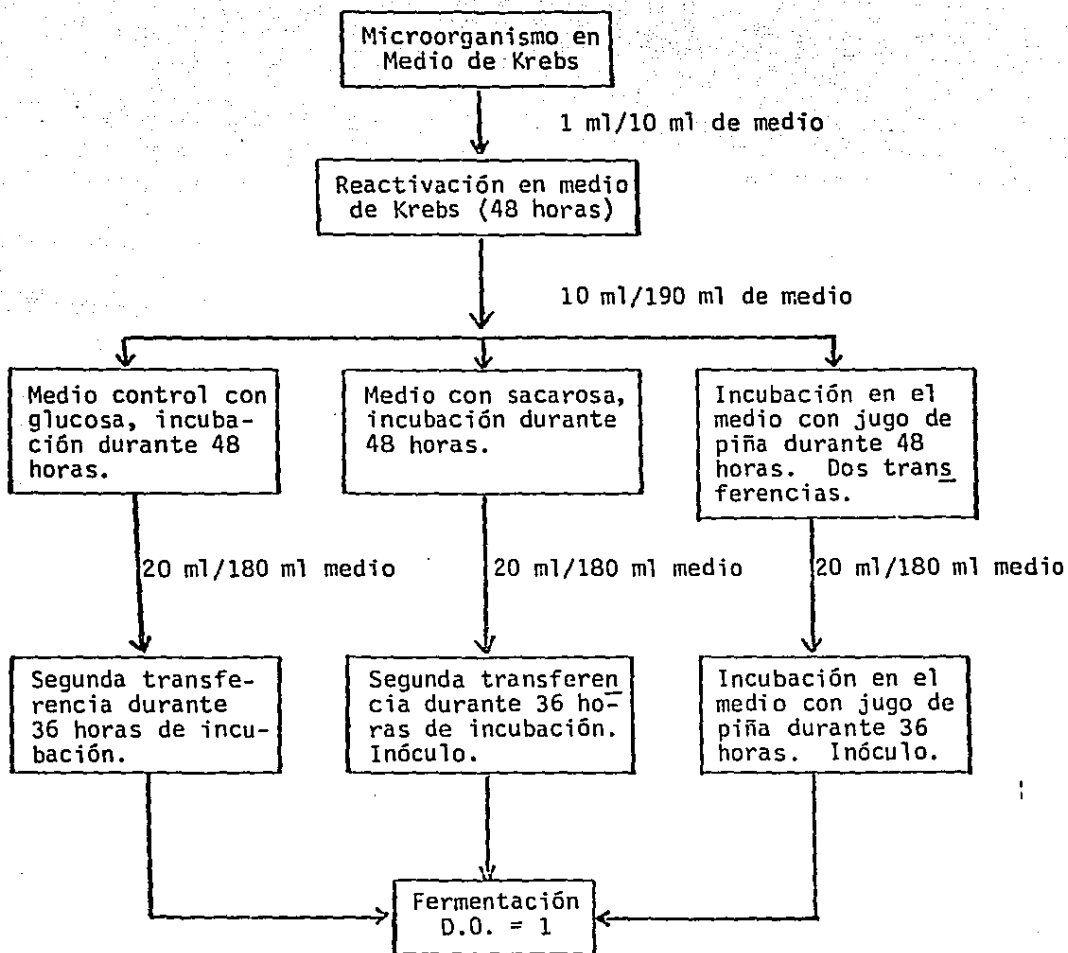 Microorganismo en
Medio de Krebs
1 ml/10 ml de medio
Reactivación en medio
de Krebs (48 horas)
10 ml/190 ml de medio
Medio control con
glucosa, incuba-
ción durante 48
horas.
Medio con sacarosa,
incubación durante
48 horas.
Incubación en el
medio con jugo de
piña durante 48
horas. Dos trans
ferencias.
20 ml/180 ml medio
20 ml/180 ml medio
20 ml/180 ml medio
Segunda transfe-
rencia durante
36 horas de incu-
bación.
Segunda transferen
cia durante 36 ho-
ras de incubación.
Inóculo.
Incubación en el
medio con jugo de
piña durante 36
horas. Inóculo.
Fermentación
D.O. = 1